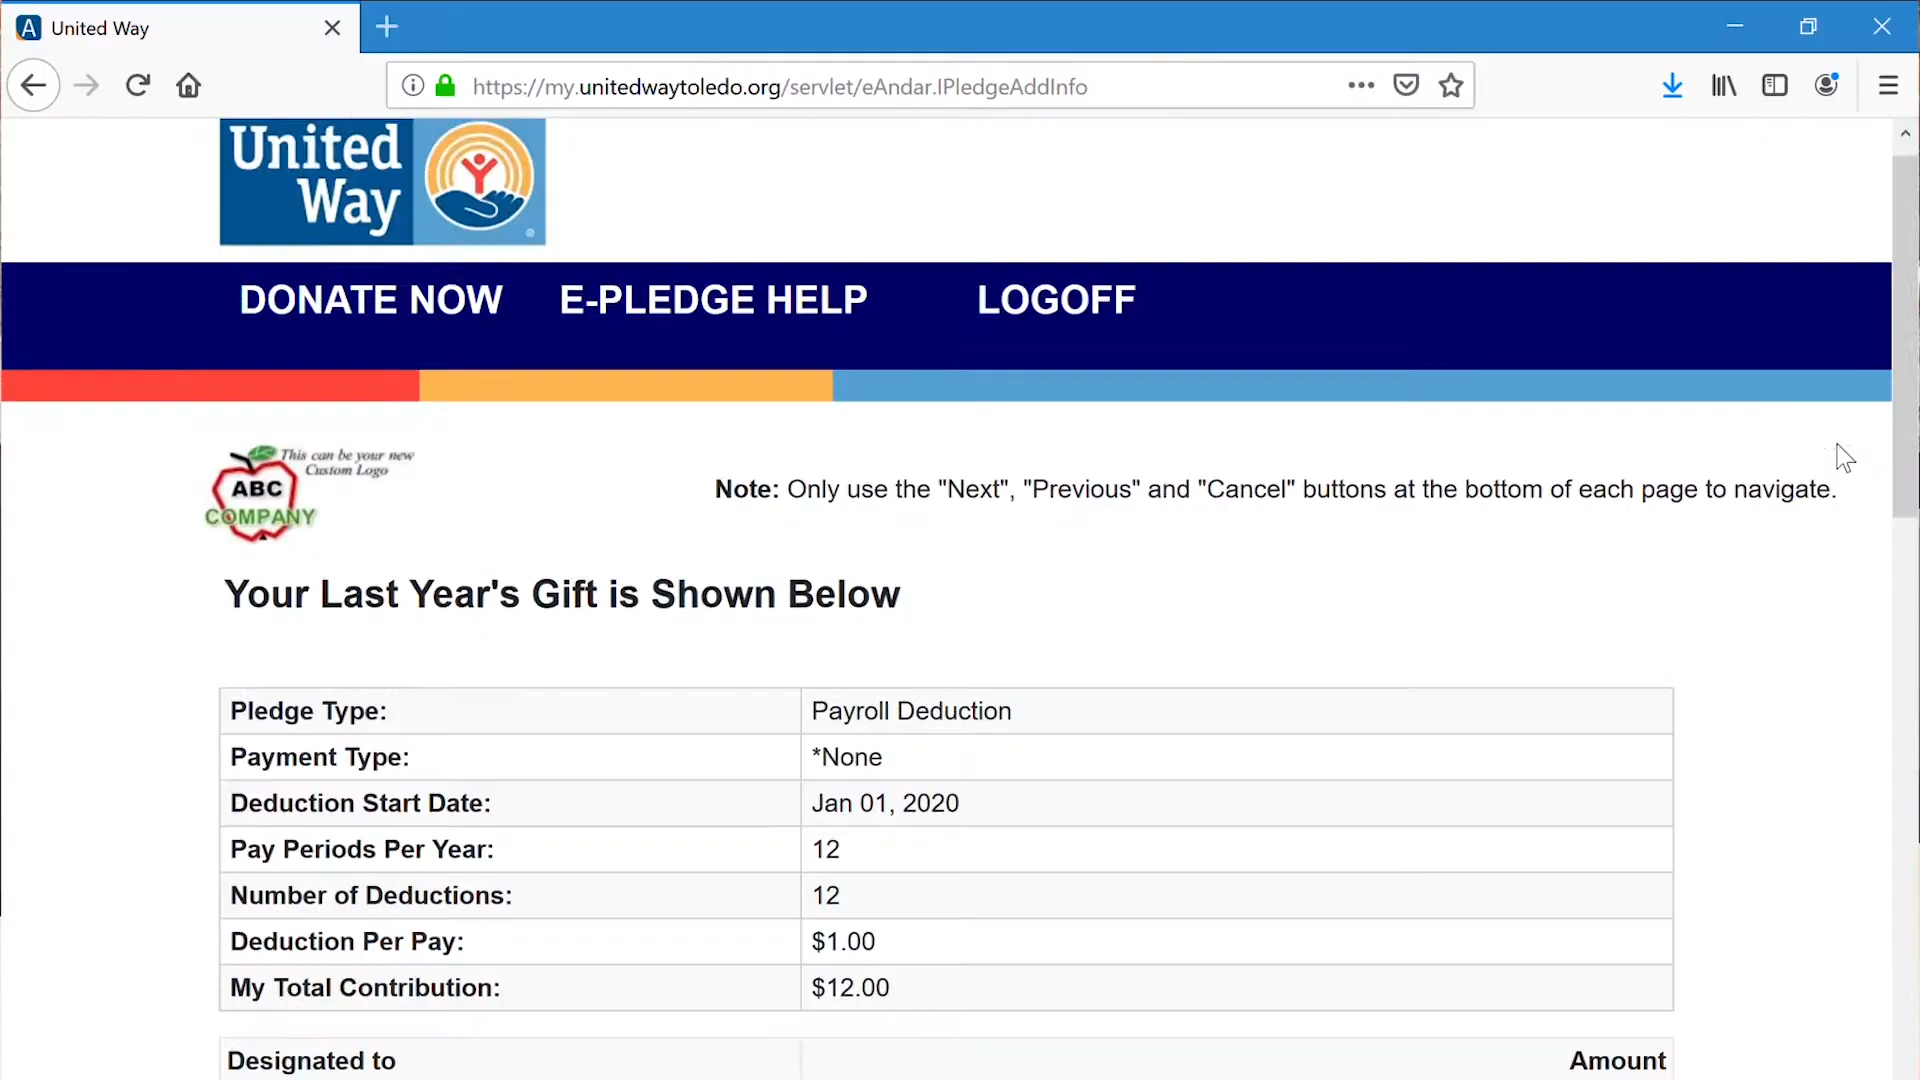 United Way
https://my.unitedwaytoledo.org/servlet/eAndar.IPledgeAddInfo
United
Way
DONATE NOW E-PLEDGE HELP LOGOFF
This can be your new
Custom Logo
ABC
COMPANY
Note: Only use the "Next", "Previous" and "Cancel" buttons at the bottom of each page to navigate.
Your Last Year's Gift is Shown Below
Pledge Type: Payroll Deduction
Payment Type: *None
Deduction Start Date: Jan 01, 2020
Pay Periods Per Year: 12
Number of Deductions: 12
Deduction Per Pay: $1.00
My Total Contribution: $12.00
Designated to Amount